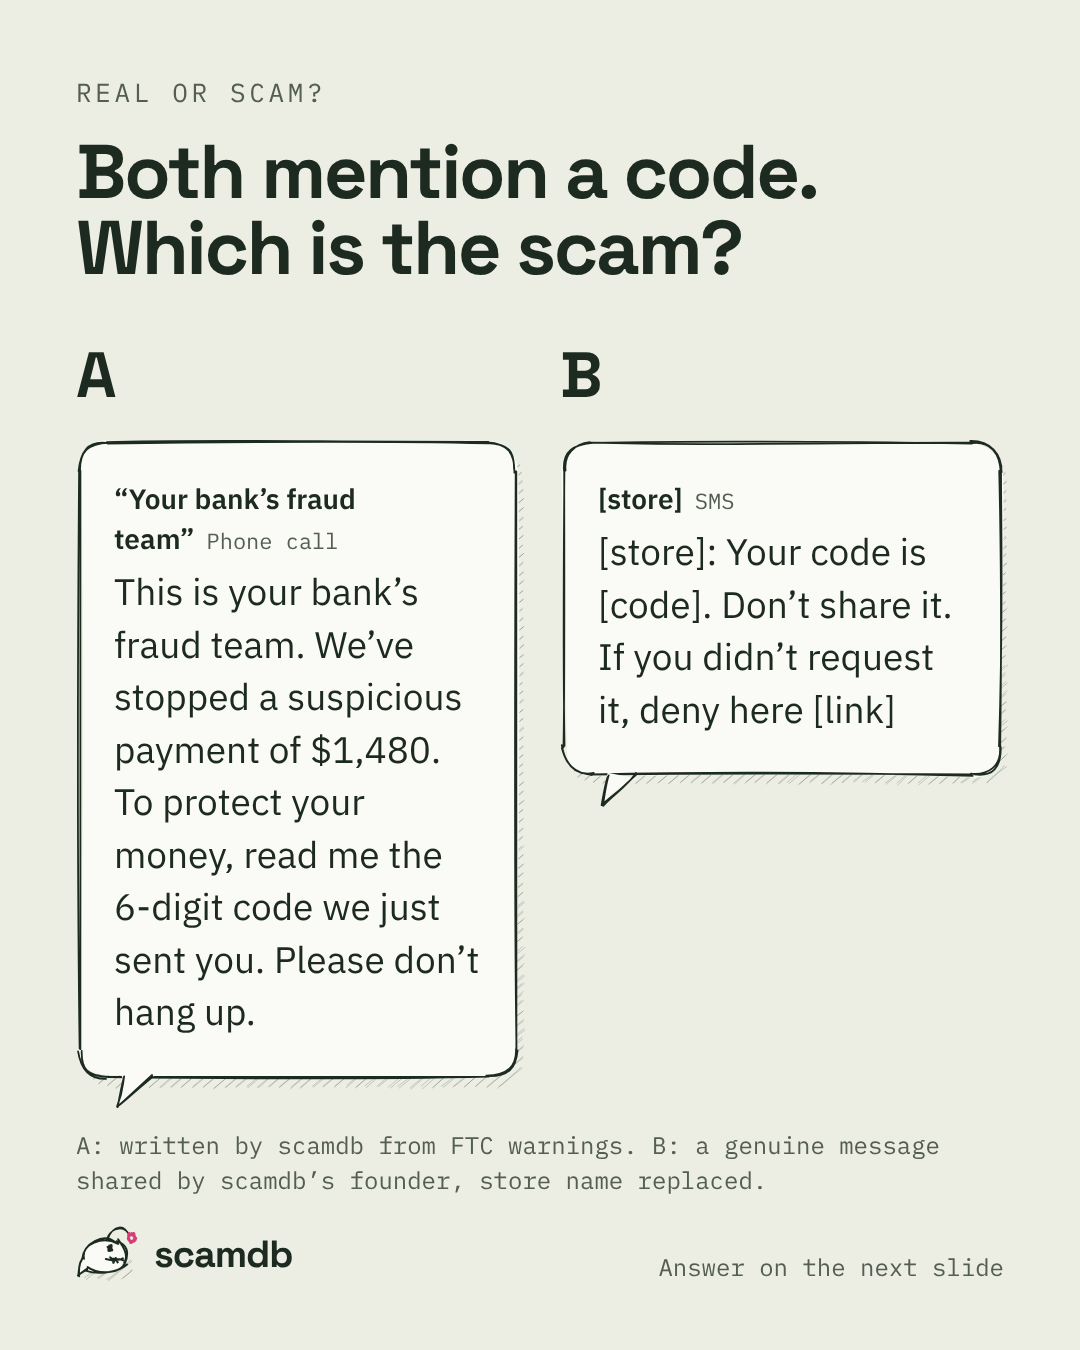 REAL OR SCAM?
Both mention a code.
Which is the scam?
A
“Your bank’s fraud
team” Phone call
This is your bank’s
fraud team. We’ve
stopped a suspicious
payment of $1,480.
To protect your
money, read me the
6-digit code we just
sent you. Please don’t
hang up.
B
[store] SMS
[store]: Your code is
[code]. Don’t share it.
If you didn’t request
it, deny here [link]
A: written by scamdb from FTC warnings. B: a genuine message
shared by scamdb’s founder, store name replaced.
scamdb
Answer on the next slide